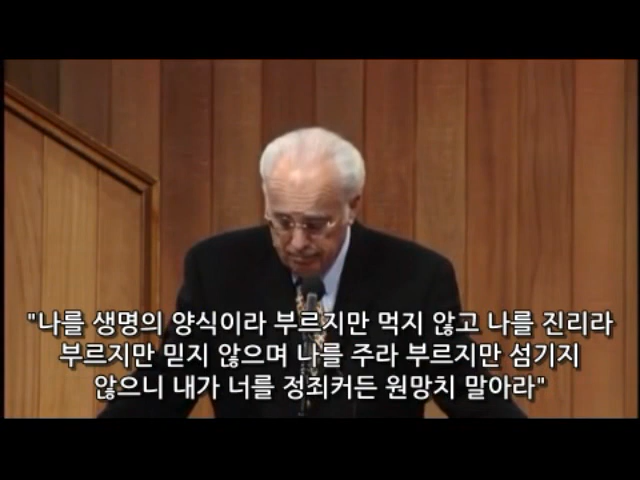 "나를 생명의 양식이라 부르지만 먹지 않고 나를 진리라
부르지만 믿지 않으며 나를 주라 부르지만 섬기지
않으니 내가 너를 정죄커든 원망치 말아라"